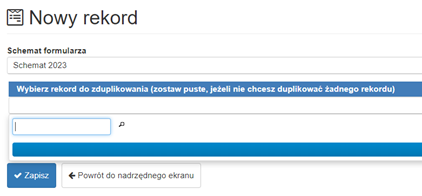 Nowy rekord
Schemat formularza
Schemat 2023
Wybierz rekord do zduplikowania (zostaw puste, jeżeli nie chcesz duplikować żadnego rekordu)
Zapisz
Powrót do nadrzędnego ekranu